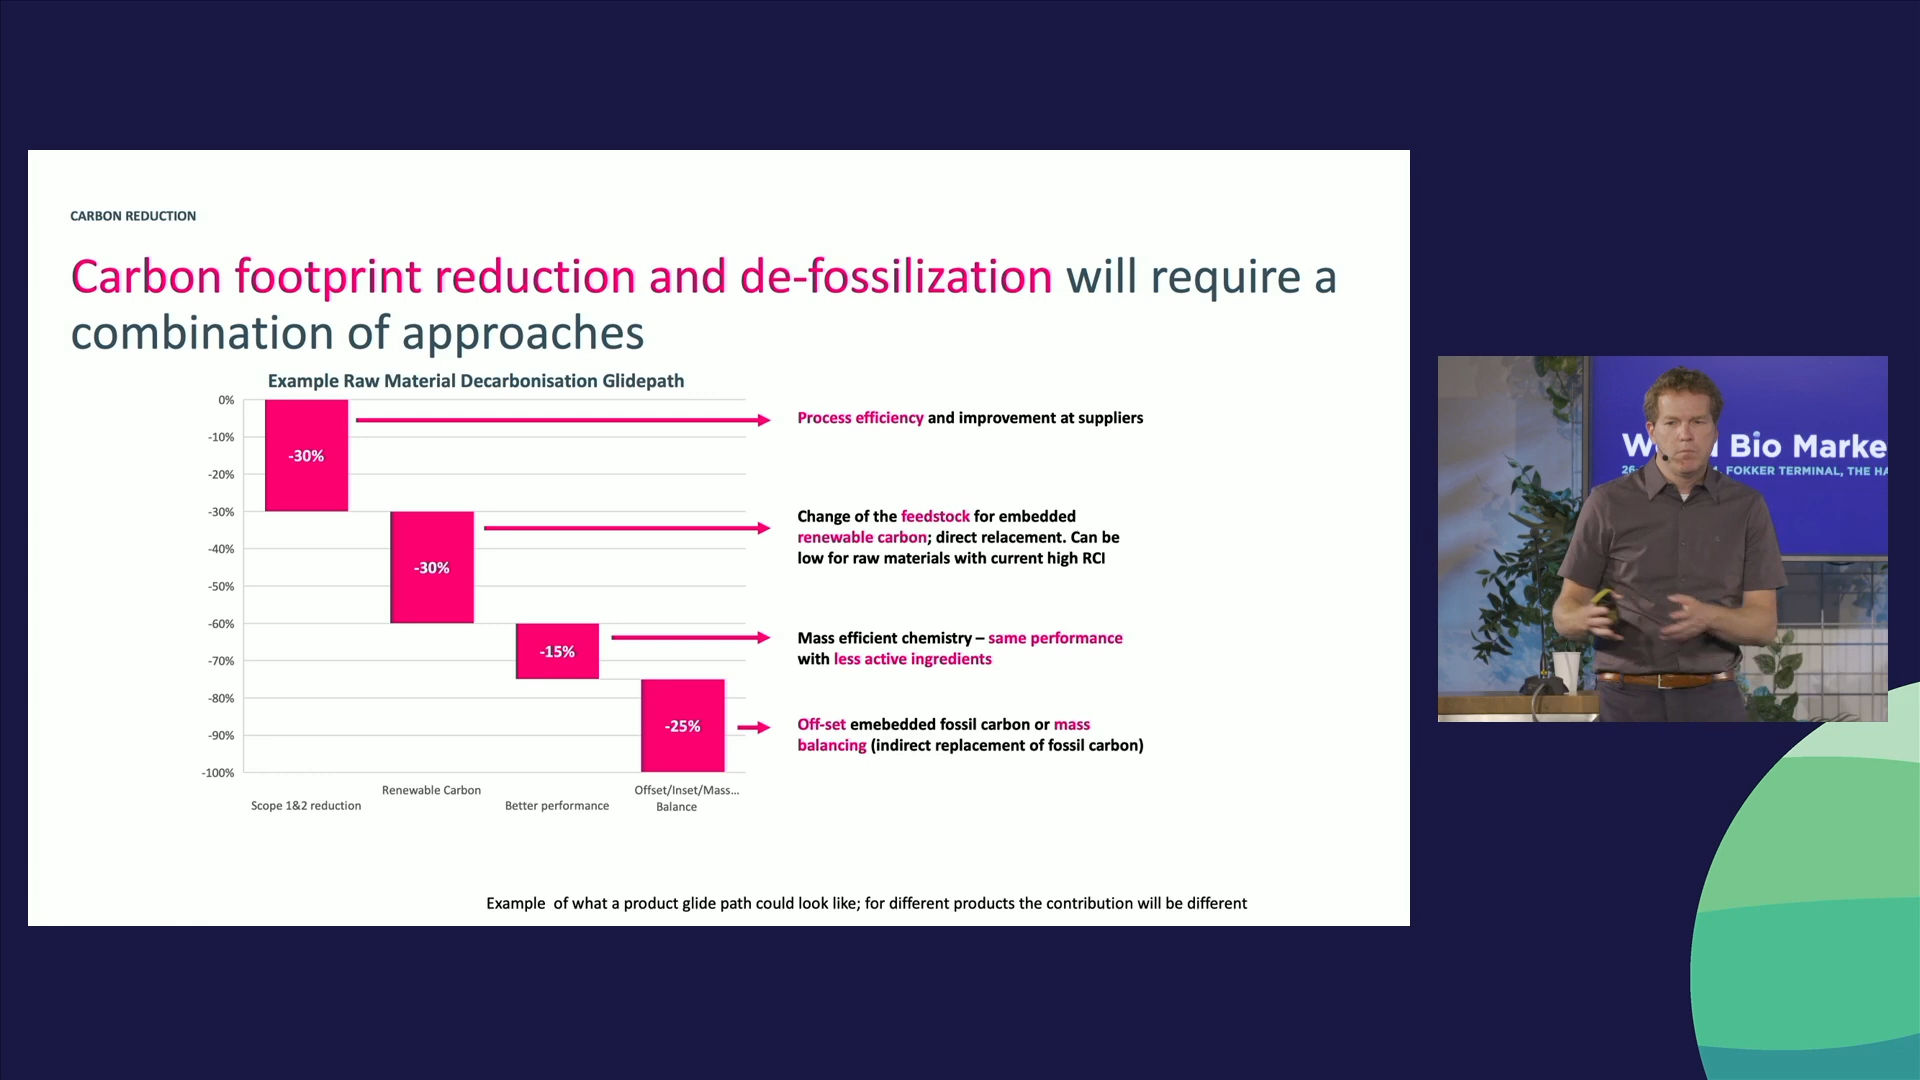 CARBON REDUCTION
Carbon footprint reduction and de-fossilization will require a
combination of approaches
Example Raw Material Decarbonisation Glidepath
0%
-10%
-20%
-30%
-40%
-50%
-60%
-70%
-80%
-90%
-100%
-30%
-30%
-15%
-25%
Scope 1&2 reduction
Renewable Carbon
Better performance
Offset/Inset/Mass...
Balance
Process efficiency and improvement at suppliers
Change of the feedstock for embedded
renewable carbon; direct relacement. Can be
low for raw materials with current high RCI
Mass efficient chemistry – same performance
with less active ingredients
Off-set emebedded fossil carbon or mass
balancing (indirect replacement of fossil carbon)
Example of what a product glide path could look like; for different products the contribution will be different
Bio Marke
FOKKER TERMINAL, THE HA